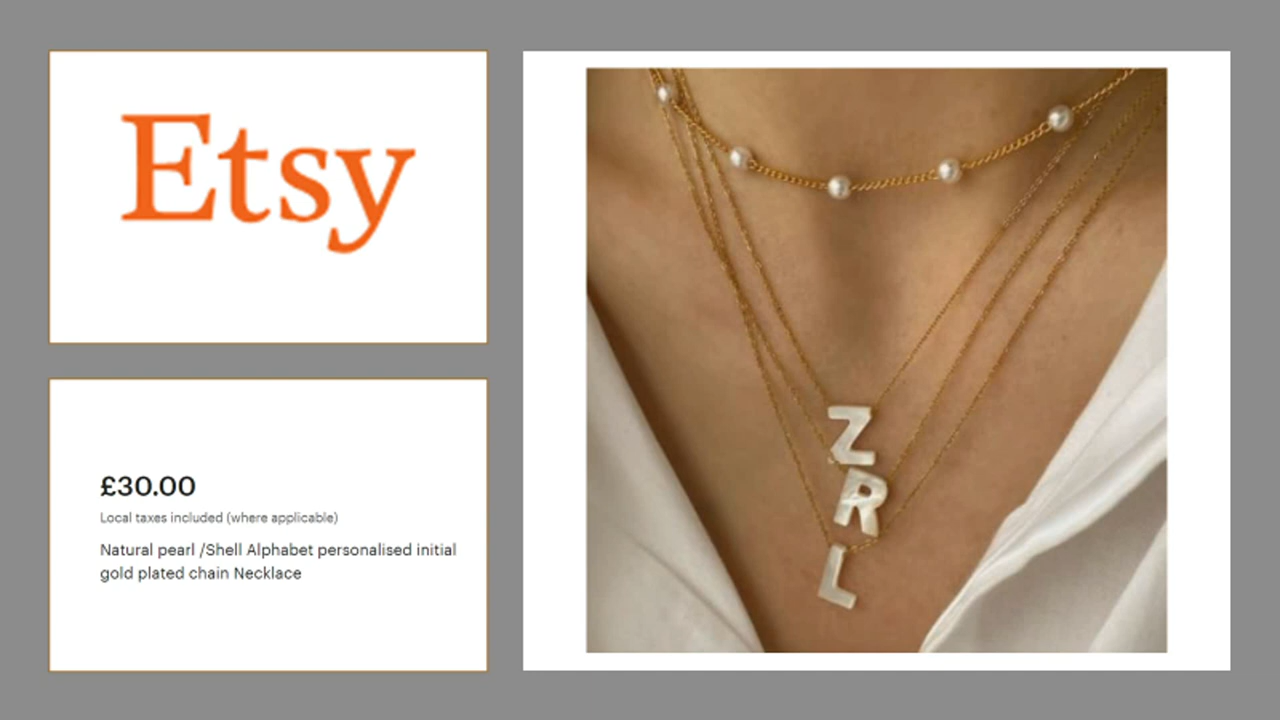 Etsy
£30.00
Local taxes included (where applicable)
Natural pearl /Shell Alphabet personalised initial
gold plated chain Necklace
Z
R
L